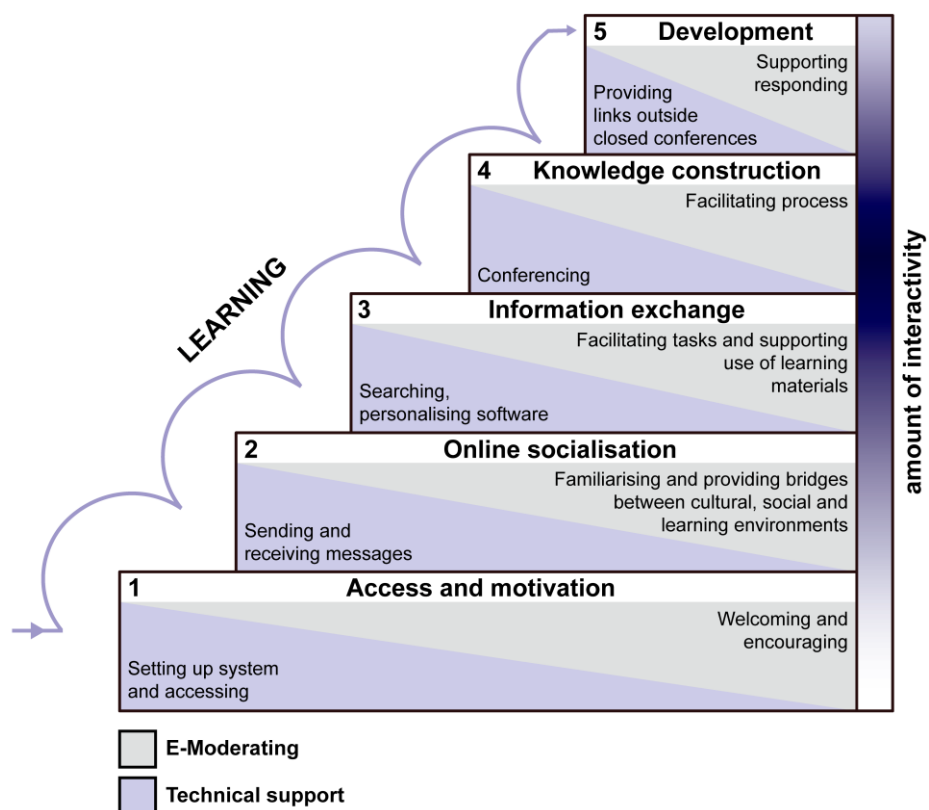 5 Development
Supporting
responding
Providing
links outside
closed conferences
4 Knowledge construction
Facilitating process
Conferencing
3 Information exchange
Facilitating tasks and supporting
use of learning
materials
Searching,
personalising software
2 Online socialisation
Familiarising and providing bridges
between cultural, social and
learning environments
Sending and
receiving messages
1 Access and motivation
Welcoming and
encouraging
Setting up system
and accessing
LEARNING
amount of interactivity
E-Moderating
Technical support